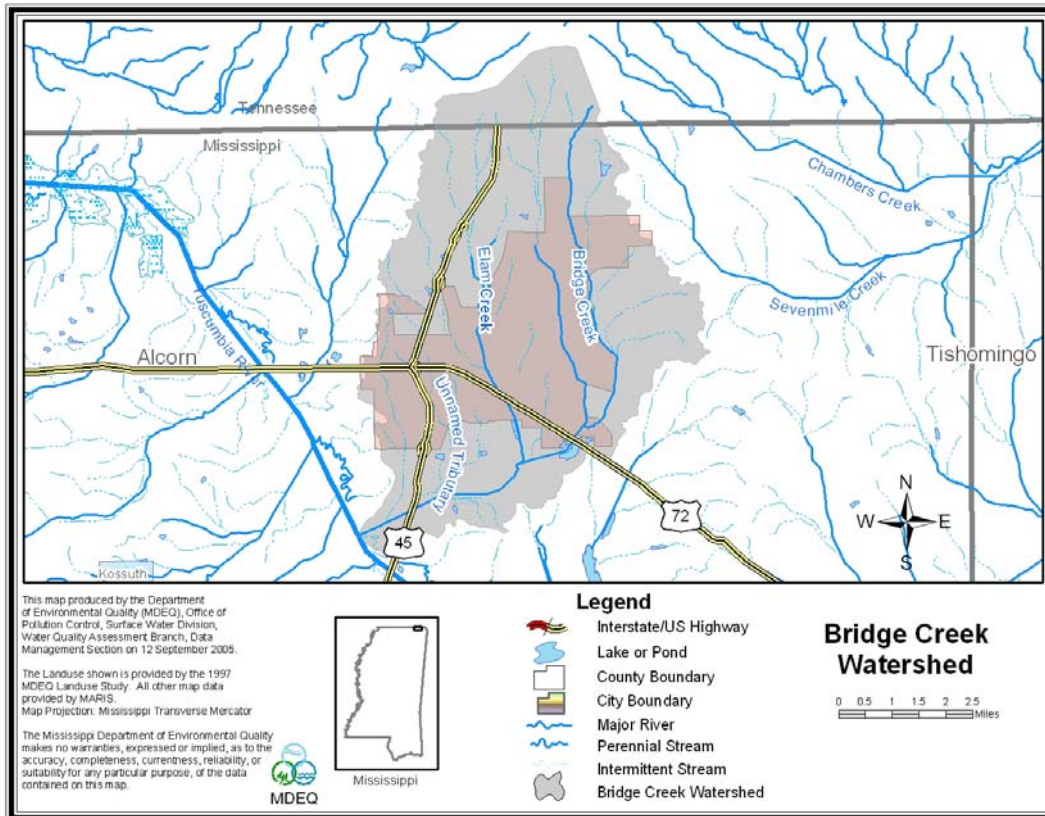 Tennessee
Mississippi
Chambers Creek
Elam Creek
Bridge Creek
Sevenmile Creek
Tuscumbia River
Alcorn
Tishomingo
Unnamed Tributary
N
W E
S
72
45
Kossuth
This map produced by the Department
of Environmental Quality (MDEQ), Office of
Pollution Control, Surface Water Division,
Water Quality Assessment Branch, Data
Management Section on 12 September 2005.
The Landuse shown is provided by the 1997
MDEQ Landuse Study. All other map data
provided by MARIS.
Map Projection: Mississippi Transverse Mercator
The Mississippi Department of Environmental Quality
makes no warranties, expressed or implied, as to the
accuracy, completeness, currentness, reliability, or
suitability for any particular purpose, of the data
contained on this map.
MDEQ
Mississippi
Legend
Interstate/US Highway
Lake or Pond
County Boundary
City Boundary
Major River
Perennial Stream
Intermittent Stream
Bridge Creek Watershed
Bridge Creek
Watershed
0 0.5 1 1.5 2 2.5
Miles